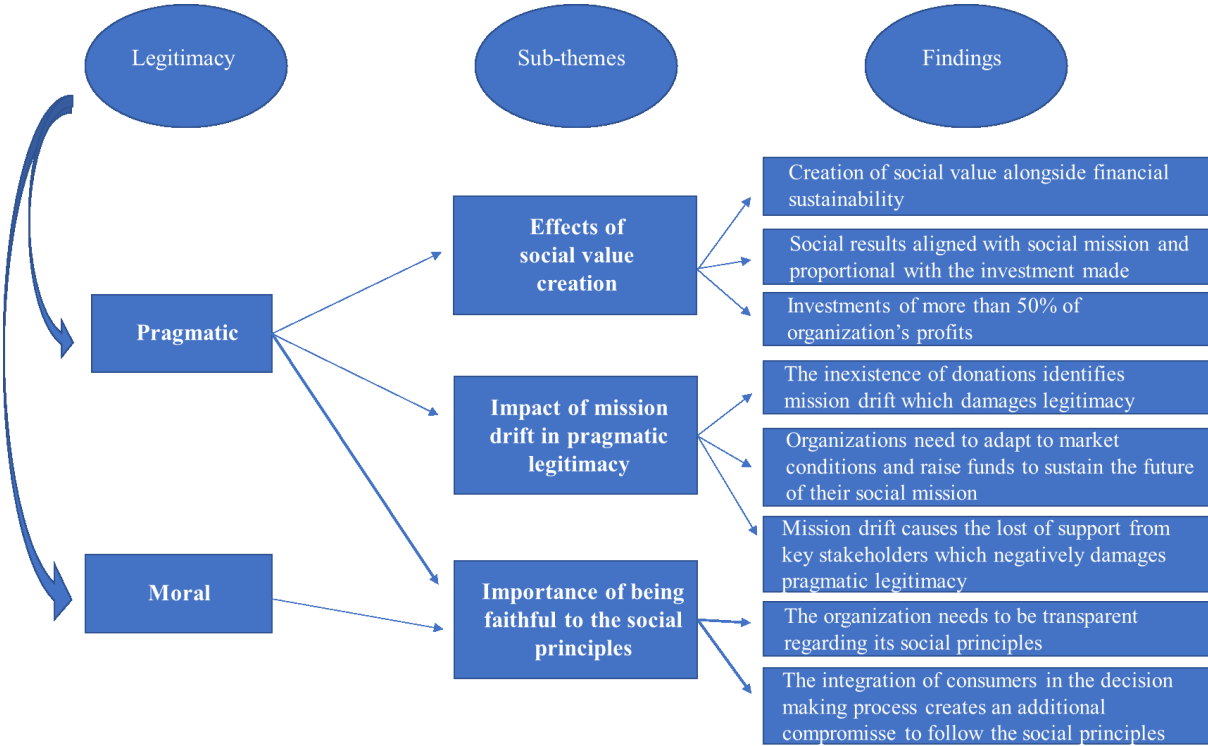 Legitimacy
Sub-themes
Findings
Pragmatic
Moral
Effects of
social value
creation
Impact of mission
drift in pragmatic
legitimacy
Importance of being
faithful to the social
principles
Creation of social value alongside financial
sustainability
Social results aligned with social mission and
proportional with the investment made
Investments of more than 50% of
organization’s profits
The inexistence of donations identifies
mission drift which damages legitimacy
Organizations need to adapt to market
conditions and raise funds to sustain the future
of their social mission
Mission drift causes the lost of support from
key stakeholders which negatively damages
pragmatic legitimacy
The organization needs to be transparent
regarding its social principles
The integration of consumers in the decision
making process creates an additional
compromisse to follow the social principles